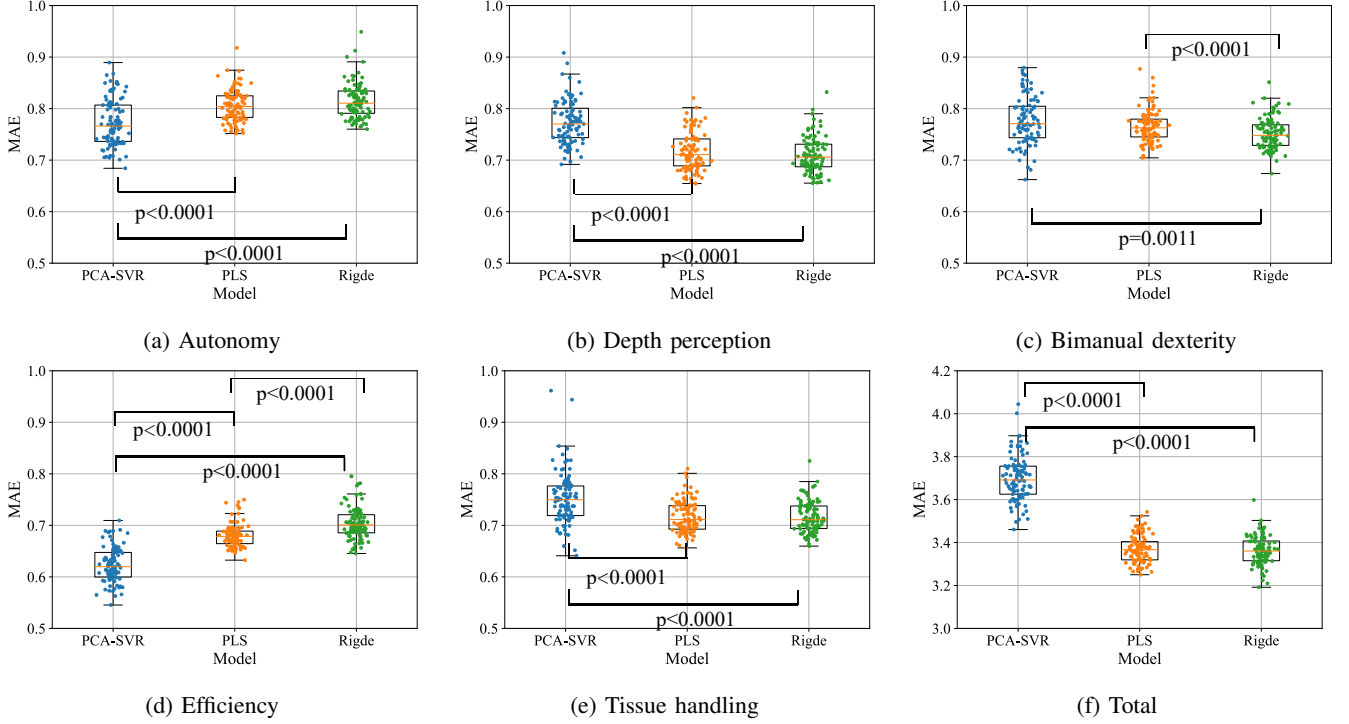 1.0
0.9
0.8
0.7
0.6
0.5
MAE
p<0.0001
p<0.0001
PCA-SVR PLS Rigde
Model
(a) Autonomy
1.0
0.9
0.8
0.7
0.6
0.5
MAE
p<0.0001
p<0.0001
PCA-SVR PLS Rigde
Model
(b) Depth perception
1.0
0.9
0.8
0.7
0.6
0.5
MAE
p<0.0001
p=0.0011
PCA-SVR PLS Rigde
Model
(c) Bimanual dexterity
1.0
0.9
0.8
0.7
0.6
0.5
MAE
p<0.0001
p<0.0001
p<0.0001
PCA-SVR PLS Rigde
Model
(d) Efficiency
1.0
0.9
0.8
0.7
0.6
0.5
MAE
p<0.0001
p<0.0001
PCA-SVR PLS Rigde
Model
(e) Tissue handling
4.2
4.0
3.8
3.6
3.4
3.2
3.0
MAE
p<0.0001
p<0.0001
PCA-SVR PLS Rigde
Model
(f) Total